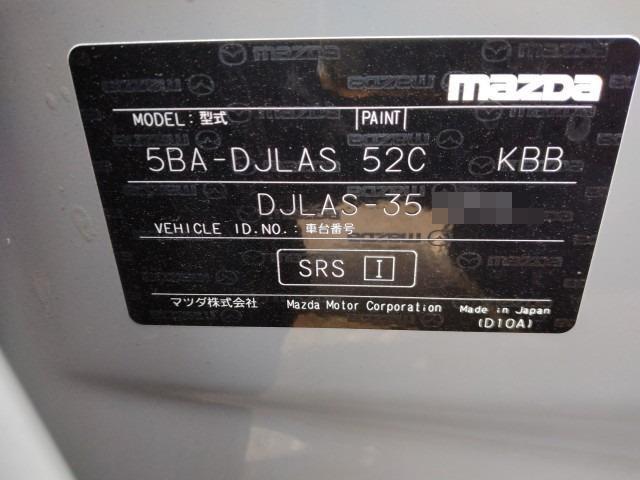 mazda
MODEL:型式 PAINT
5BA-DJLAS 52C KBB
DJLAS-35
VEHICLE ID.NO.:車台番号
SRS I
マツダ株式会社 Mazda Motor Corporation Made in Japan
(D10A)